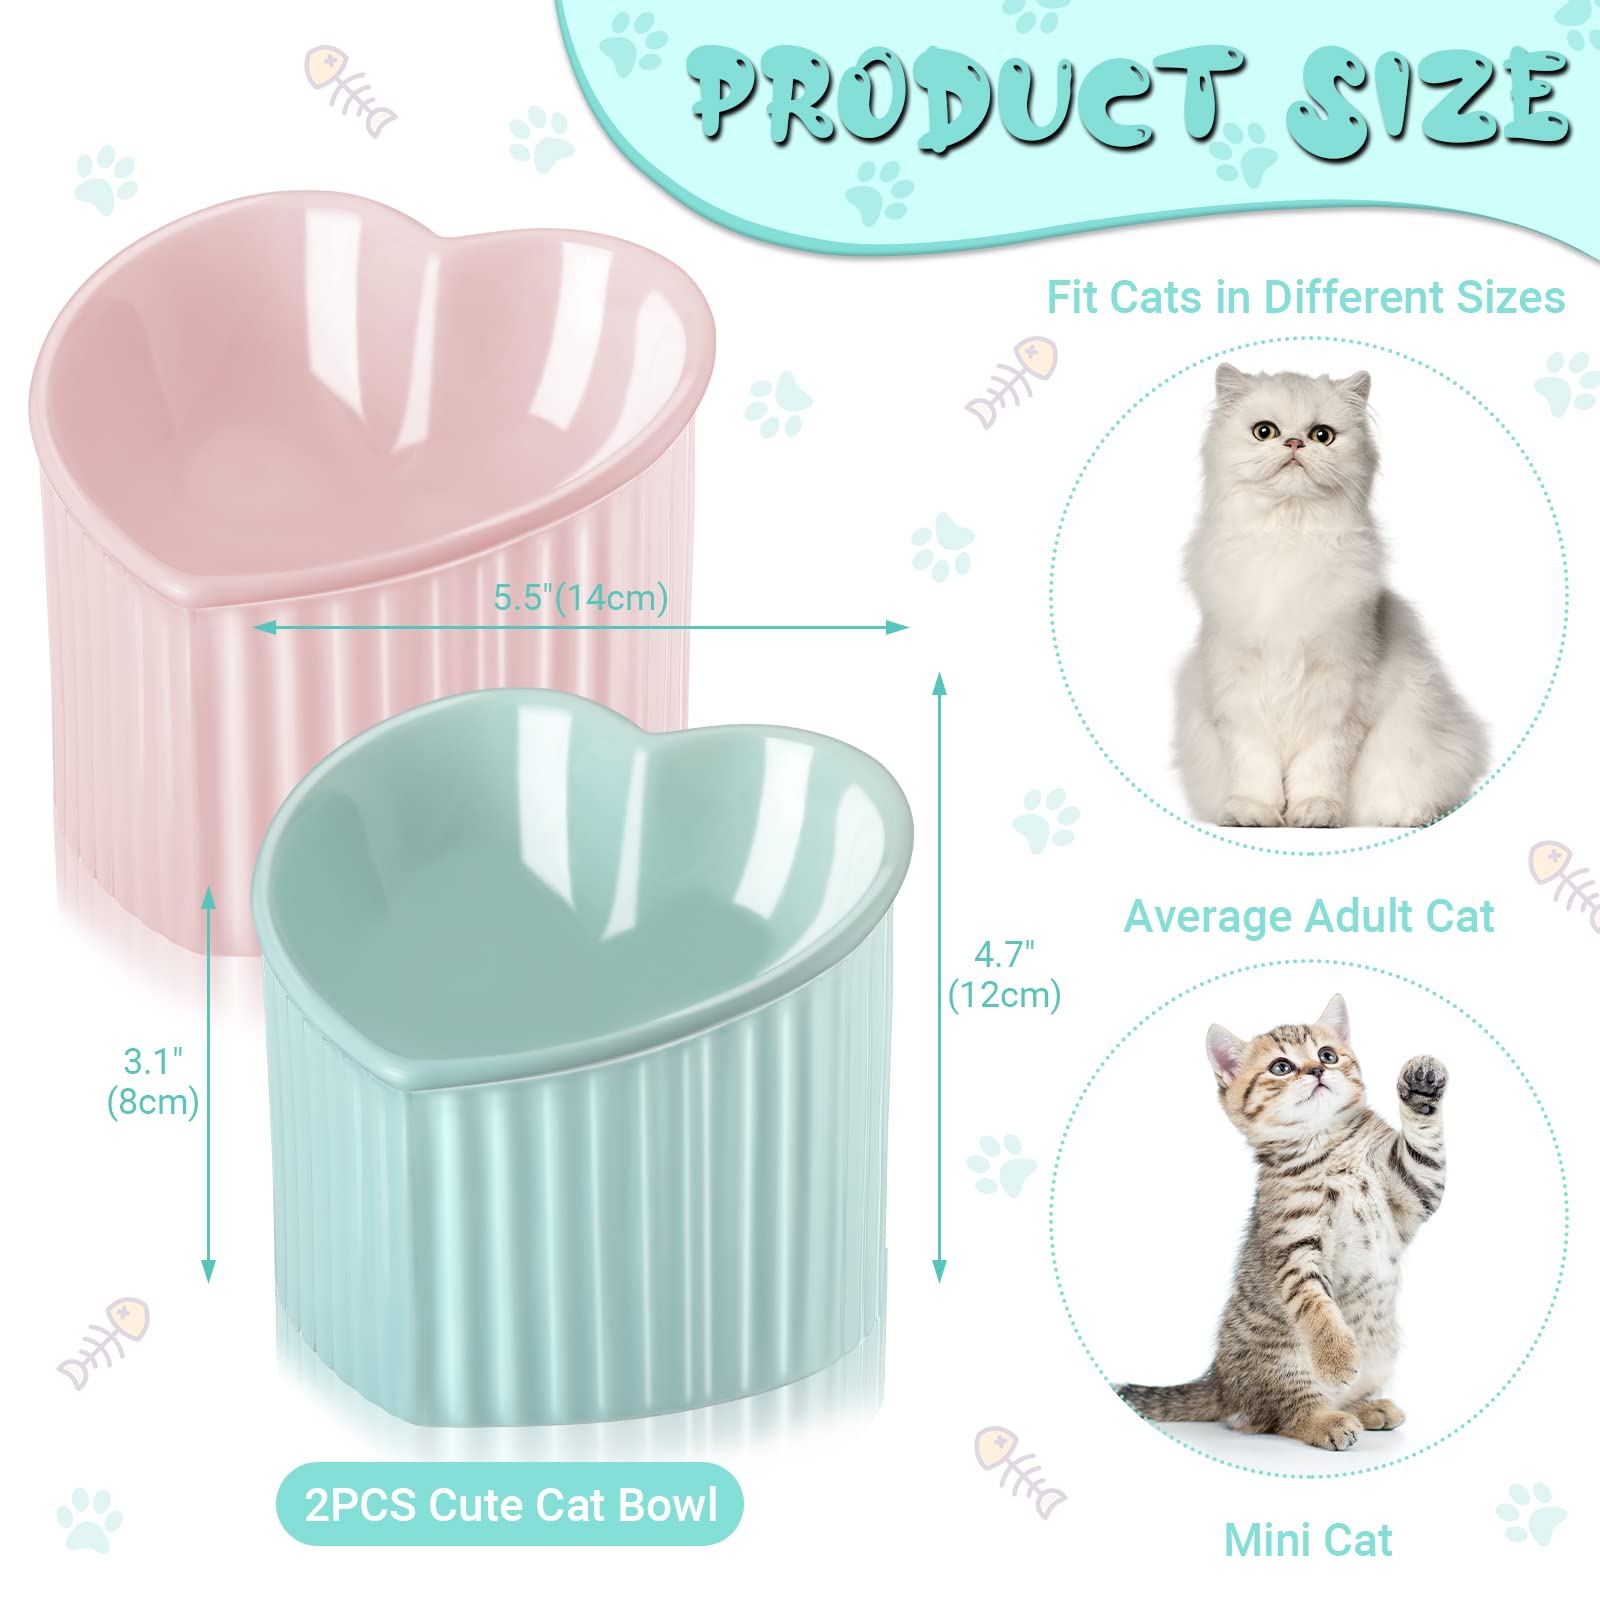 PRODUCT SIZE
Fit Cats in Different Sizes
5.5"(14cm)
4.7"
(12cm)
3.1"
(8cm)
Average Adult Cat
2PCS Cute Cat Bowl
Mini Cat